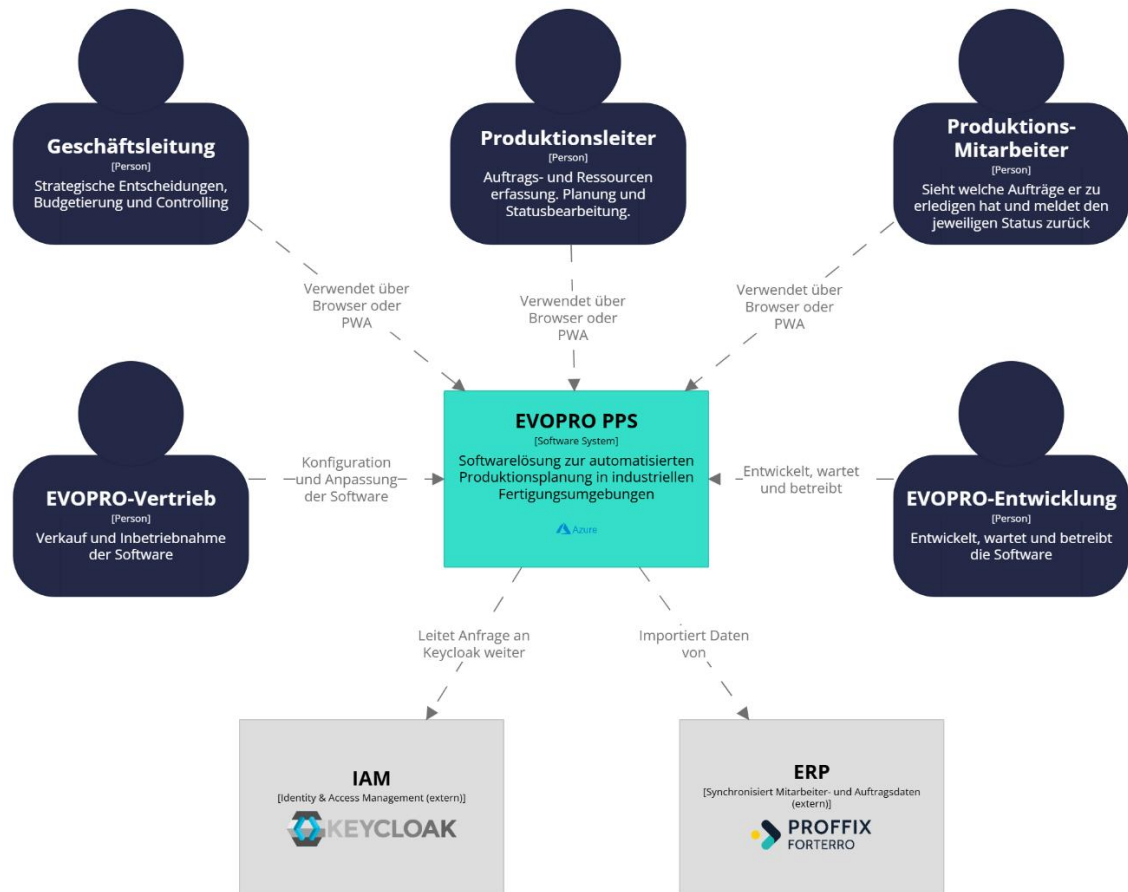 Geschäftsleitung
[Person]
Strategische Entscheidungen,
Budgetierung und Controlling
Produktionsleiter
[Person]
Auftrags- und Ressourcen
erfassung. Planung und
Statusbearbeitung.
Produktions-
Mitarbeiter
[Person]
Sieht welche Aufträge er zu
erledigen hat und meldet den
jeweiligen Status zurück
Verwendet über
Browser oder
PWA
Verwendet über
Browser oder
PWA
Verwendet über
Browser oder
PWA
EVOPRO-Vertrieb
[Person]
Verkauf und Inbetriebnahme
der Software
Konfiguration
und Anpassung
der Software
EVOPRO PPS
[Software System]
Softwarelösung zur automatisierten
Produktionsplanung in industriellen
Fertigungsumgebungen
Azure
Entwickelt, wartet
und betreibt
EVOPRO-Entwicklung
[Person]
Entwickelt, wartet und betreibt
die Software
Leitet Anfrage an
Keycloak weiter
Importiert Daten
von
IAM
[Identity & Access Management (extern)]
KEYCLOAK
ERP
[Synchronisiert Mitarbeiter- und Auftragsdaten
(extern)]
PROFFIX
FORTERRO